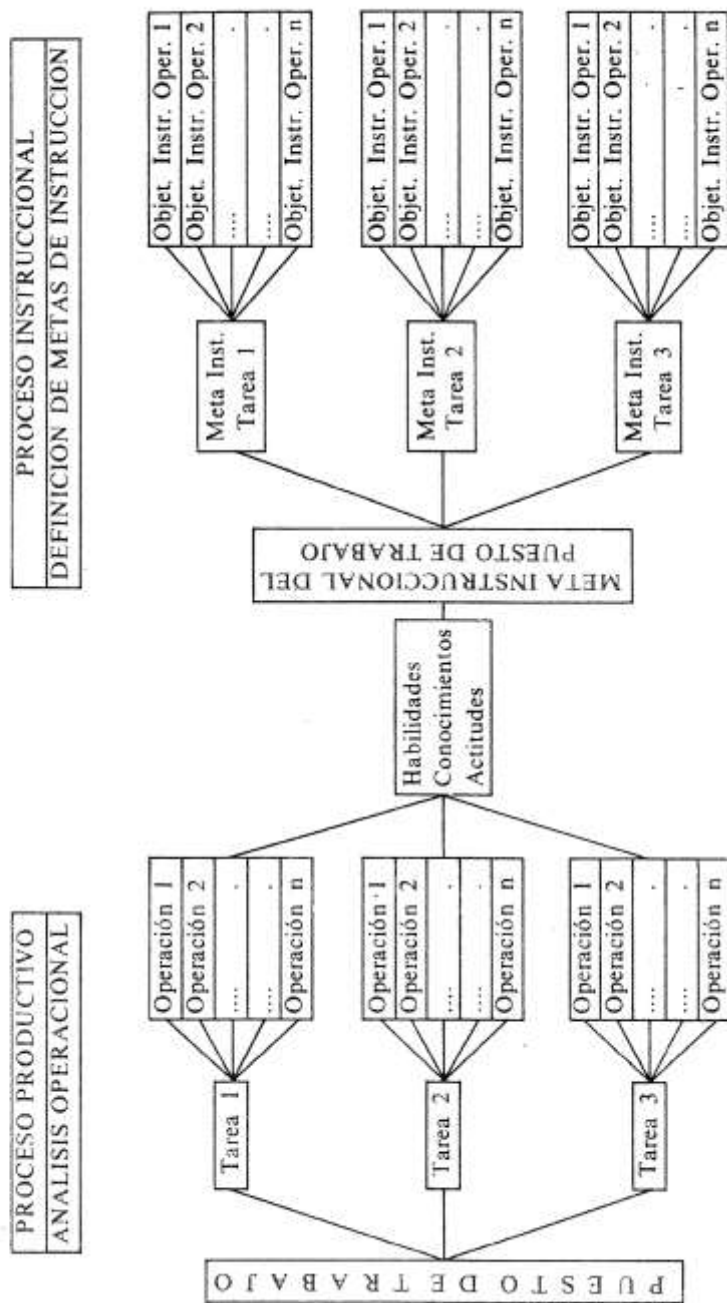 PROCESO PRODUCTIVO
ANALISIS OPERACIONAL
PROCESO INSTRUCCIONAL
DEFINICION DE METAS DE INSTRUCCION
PUESTO DE TRABAJO
Tarea 1
Operación 1
Operación 2
.... .
.... .
Operación n
Tarea 2
Operación 1
Operación 2
.... .
.... .
Operación n
Tarea 3
Operación 1
Operación 2
.... .
.... .
Operación n
Habilidades
Conocimientos
Actitudes
META INSTRUCCIONAL DEL
PUESTO DE TRABAJO
Meta Inst.
Tarea 1
Objet. Instr. Oper. 1
Objet. Instr. Oper. 2
.... .
.... .
Objet. Instr. Oper. n
Meta Inst.
Tarea 2
Objet. Instr. Oper. 1
Objet. Instr. Oper. 2
.... .
.... .
Objet. Instr. Oper. n
Meta Inst.
Tarea 3
Objet. Instr. Oper. 1
Objet. Instr. Oper. 2
.... .
.... .
Objet. Instr. Oper. n